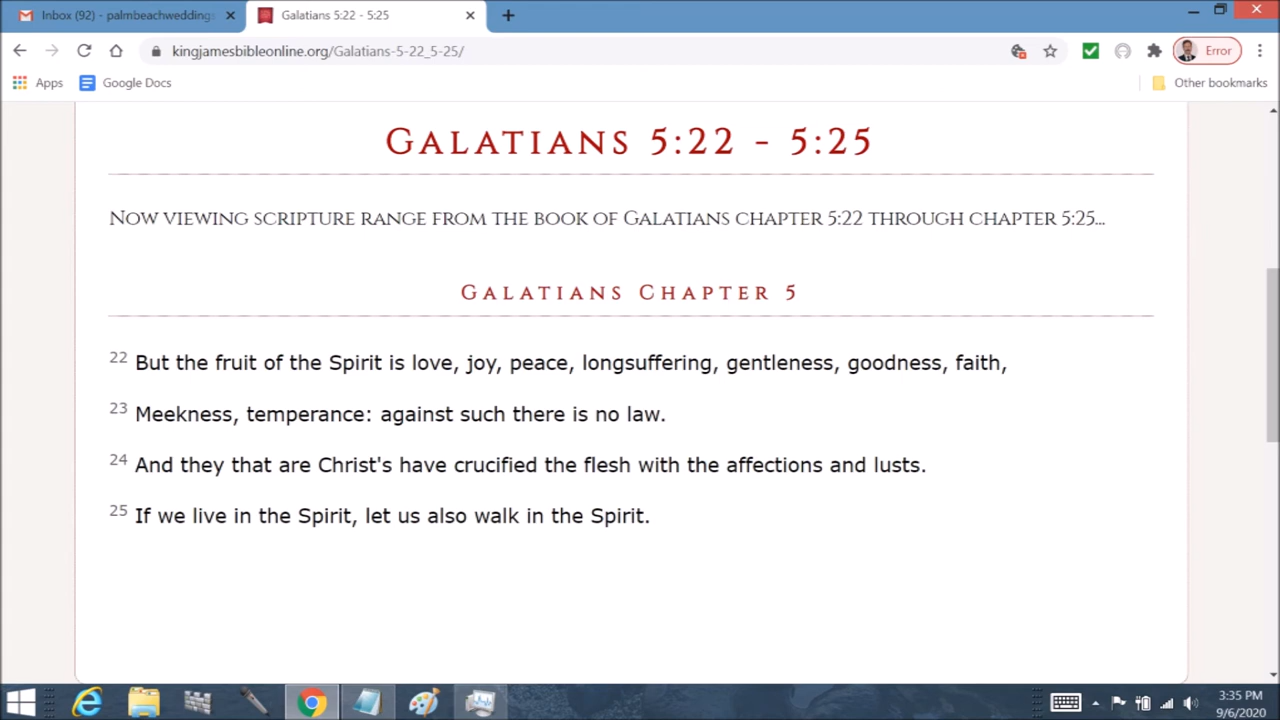 Inbox (92) - palmbeachwedding
Galatians 5:22 - 5:25
kingjamesbibleonline.org/Galatians-5-22_5-25/
Error
Apps
Google Docs
Other bookmarks
Galatians 5:22 - 5:25
Now viewing scripture range from the book of Galatians chapter 5:22 through chapter 5:25...
Galatians Chapter 5
22 But the fruit of the Spirit is love, joy, peace, longsuffering, gentleness, goodness, faith,
23 Meekness, temperance: against such there is no law.
24 And they that are Christ's have crucified the flesh with the affections and lusts.
25 If we live in the Spirit, let us also walk in the Spirit.
3:35 PM
9/6/2020